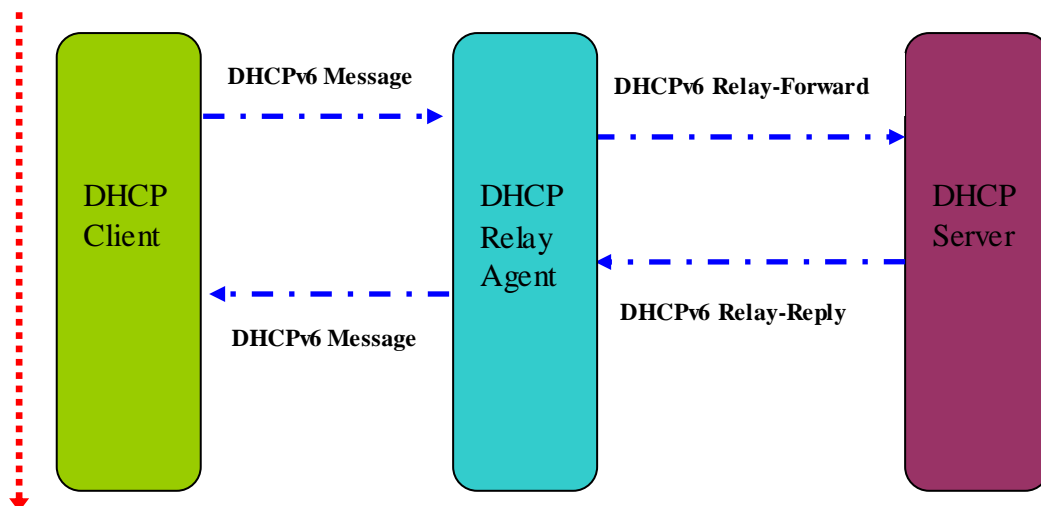 DHCPv6 Message
DHCPv6 Relay-Forward
DHCP
Client
DHCP
Relay
Agent
DHCP
Server
DHCPv6 Relay-Reply
DHCPv6 Message